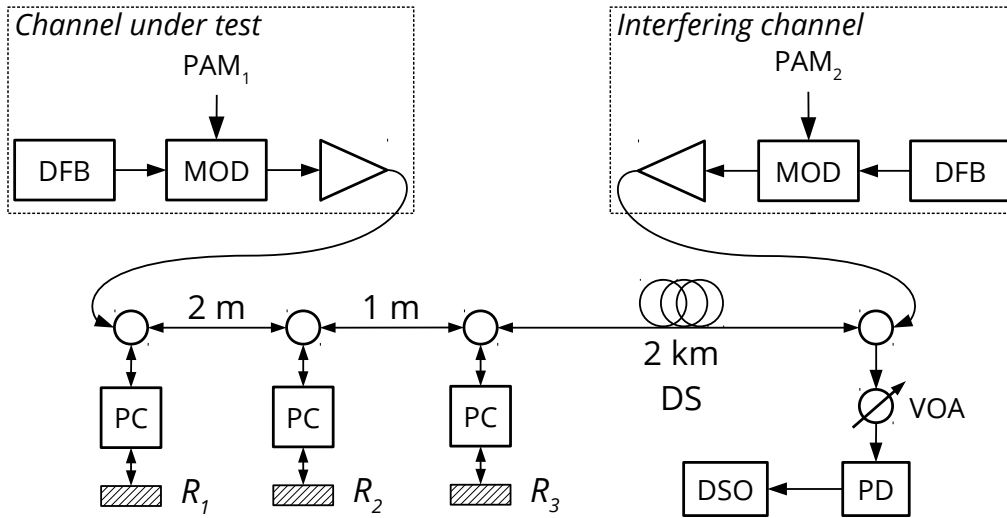 Channel under test
Interfering channel
PAM1
PAM2
DFB
MOD
MOD
DFB
2 m
1 m
2 km
DS
PC
PC
PC
VOA
R1
R2
R3
DSO
PD